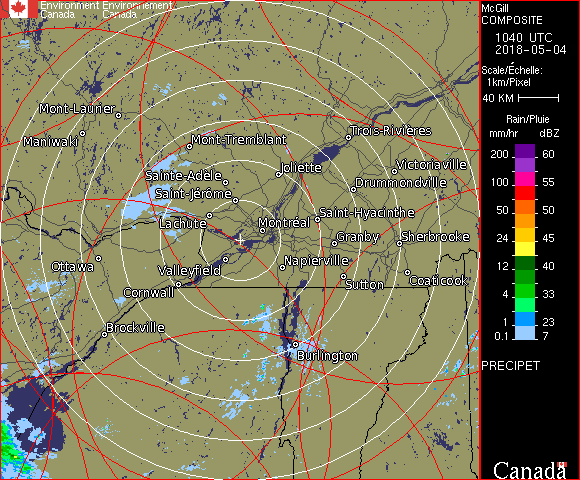 Environment Environnement
Canada Canada
McGill
COMPOSITE
1040 UTC
2018-05-04
Scale/Échelle:
1km/Pixel
40 KM
Rain/Pluie
mm/hr dBZ
200 60
155 55
100 55
50 50
24 45
12 40
4 33
1 23
0.1 7
PRECIPET
Canada
Mont-Laurier
Maniwaki
Mont-Tremblant
Trois-Rivières
Joliette
Victoriaville
Sainte-Adèle
Drummondville
Saint-Jérôme
Saint-Hyacinthe
Lachute
Montréal
Granby
Sherbrooke
Ottawa
Valleyfield
Napierville
Cornwall
Sutton
Coaticook
Brockville
Burlington